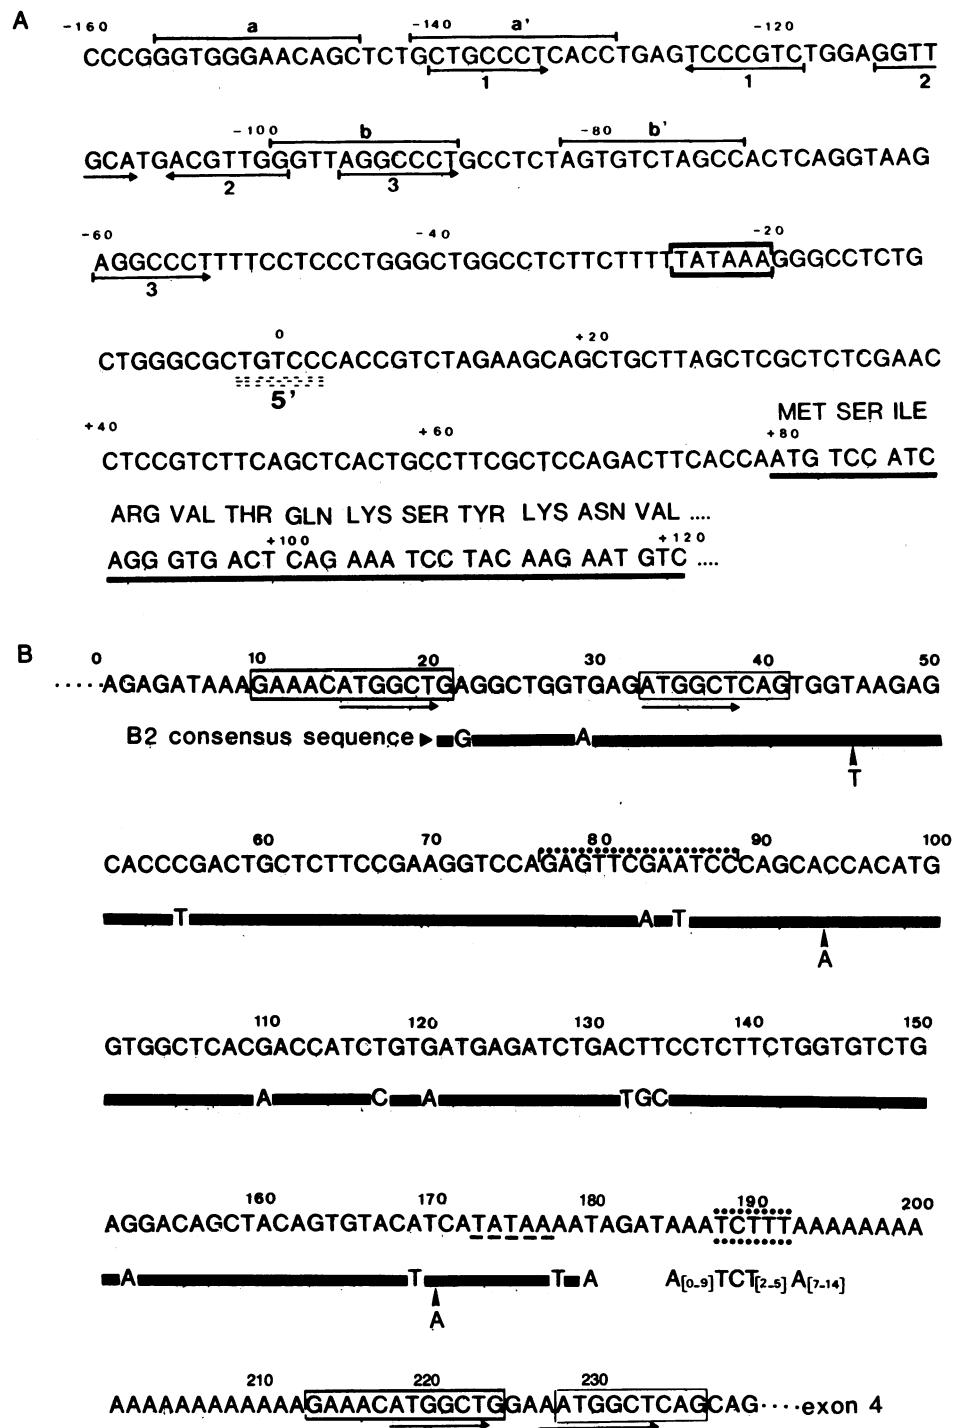 A
-160 a -140 a' -120
CCCGGGTGGGAACAGCTCTGCTGCCCTCACCTGAGTCCCGTCTGGAGGTT
1 1 2
-100 b -80 b'
GCATGACGTTGGGTTAGGCCCTGCCTCTAGTGTCTAGCCACTCAGGTAAG
2 3
-60 -40 -20
AGGCCCTTTTCCTCCCTGGGCTGGCCTCTTCTTTTTATAAAGGGCCTCTG
3
0 +20
CTGGGCGCTGTCCCACCGTCTAGAAGCAGCTGCTTAGCTCGCTCTCGAAC
5'
MET SER ILE
+40 +60 +80
CTCCGTCTTCAGCTCACTGCCTTCGCTCCAGACTTCACCAATG TCC ATC
ARG VAL THR GLN LYS SER TYR LYS ASN VAL ....
+100 +120
AGG GTG ACT CAG AAA TCC TAC AAG AAT GTC ....
B
0 10 20 30 40 50
·····AGAGATAAAGAAACATGGCTGAGGCTGGTGAGATGGCTCAGTGGTAAGAG
B2 consensus sequence G A
T
60 70 80 90 100
CACCCGACTGCTCTTCCGAAGGTCCAGAGTTCGAATCCCAGCACCACATG
T A T
A
110 120 130 140 150
GTGGCTCACGACCATCTGTGATGAGATCTGACTTCCTCTTCTGGTGTCTG
A C A TGC
160 170 180 190 200
AGGACAGCTACAGTGTACATCATATAAAATAGATAAATCTTTAAAAAAAA
A T T A A[0-9]TCT[2-5] A[7-14]
A
210 220 230
AAAAAAAAAAAAGAAACATGGCTGGAAATGGCTCAGCAG····exon 4